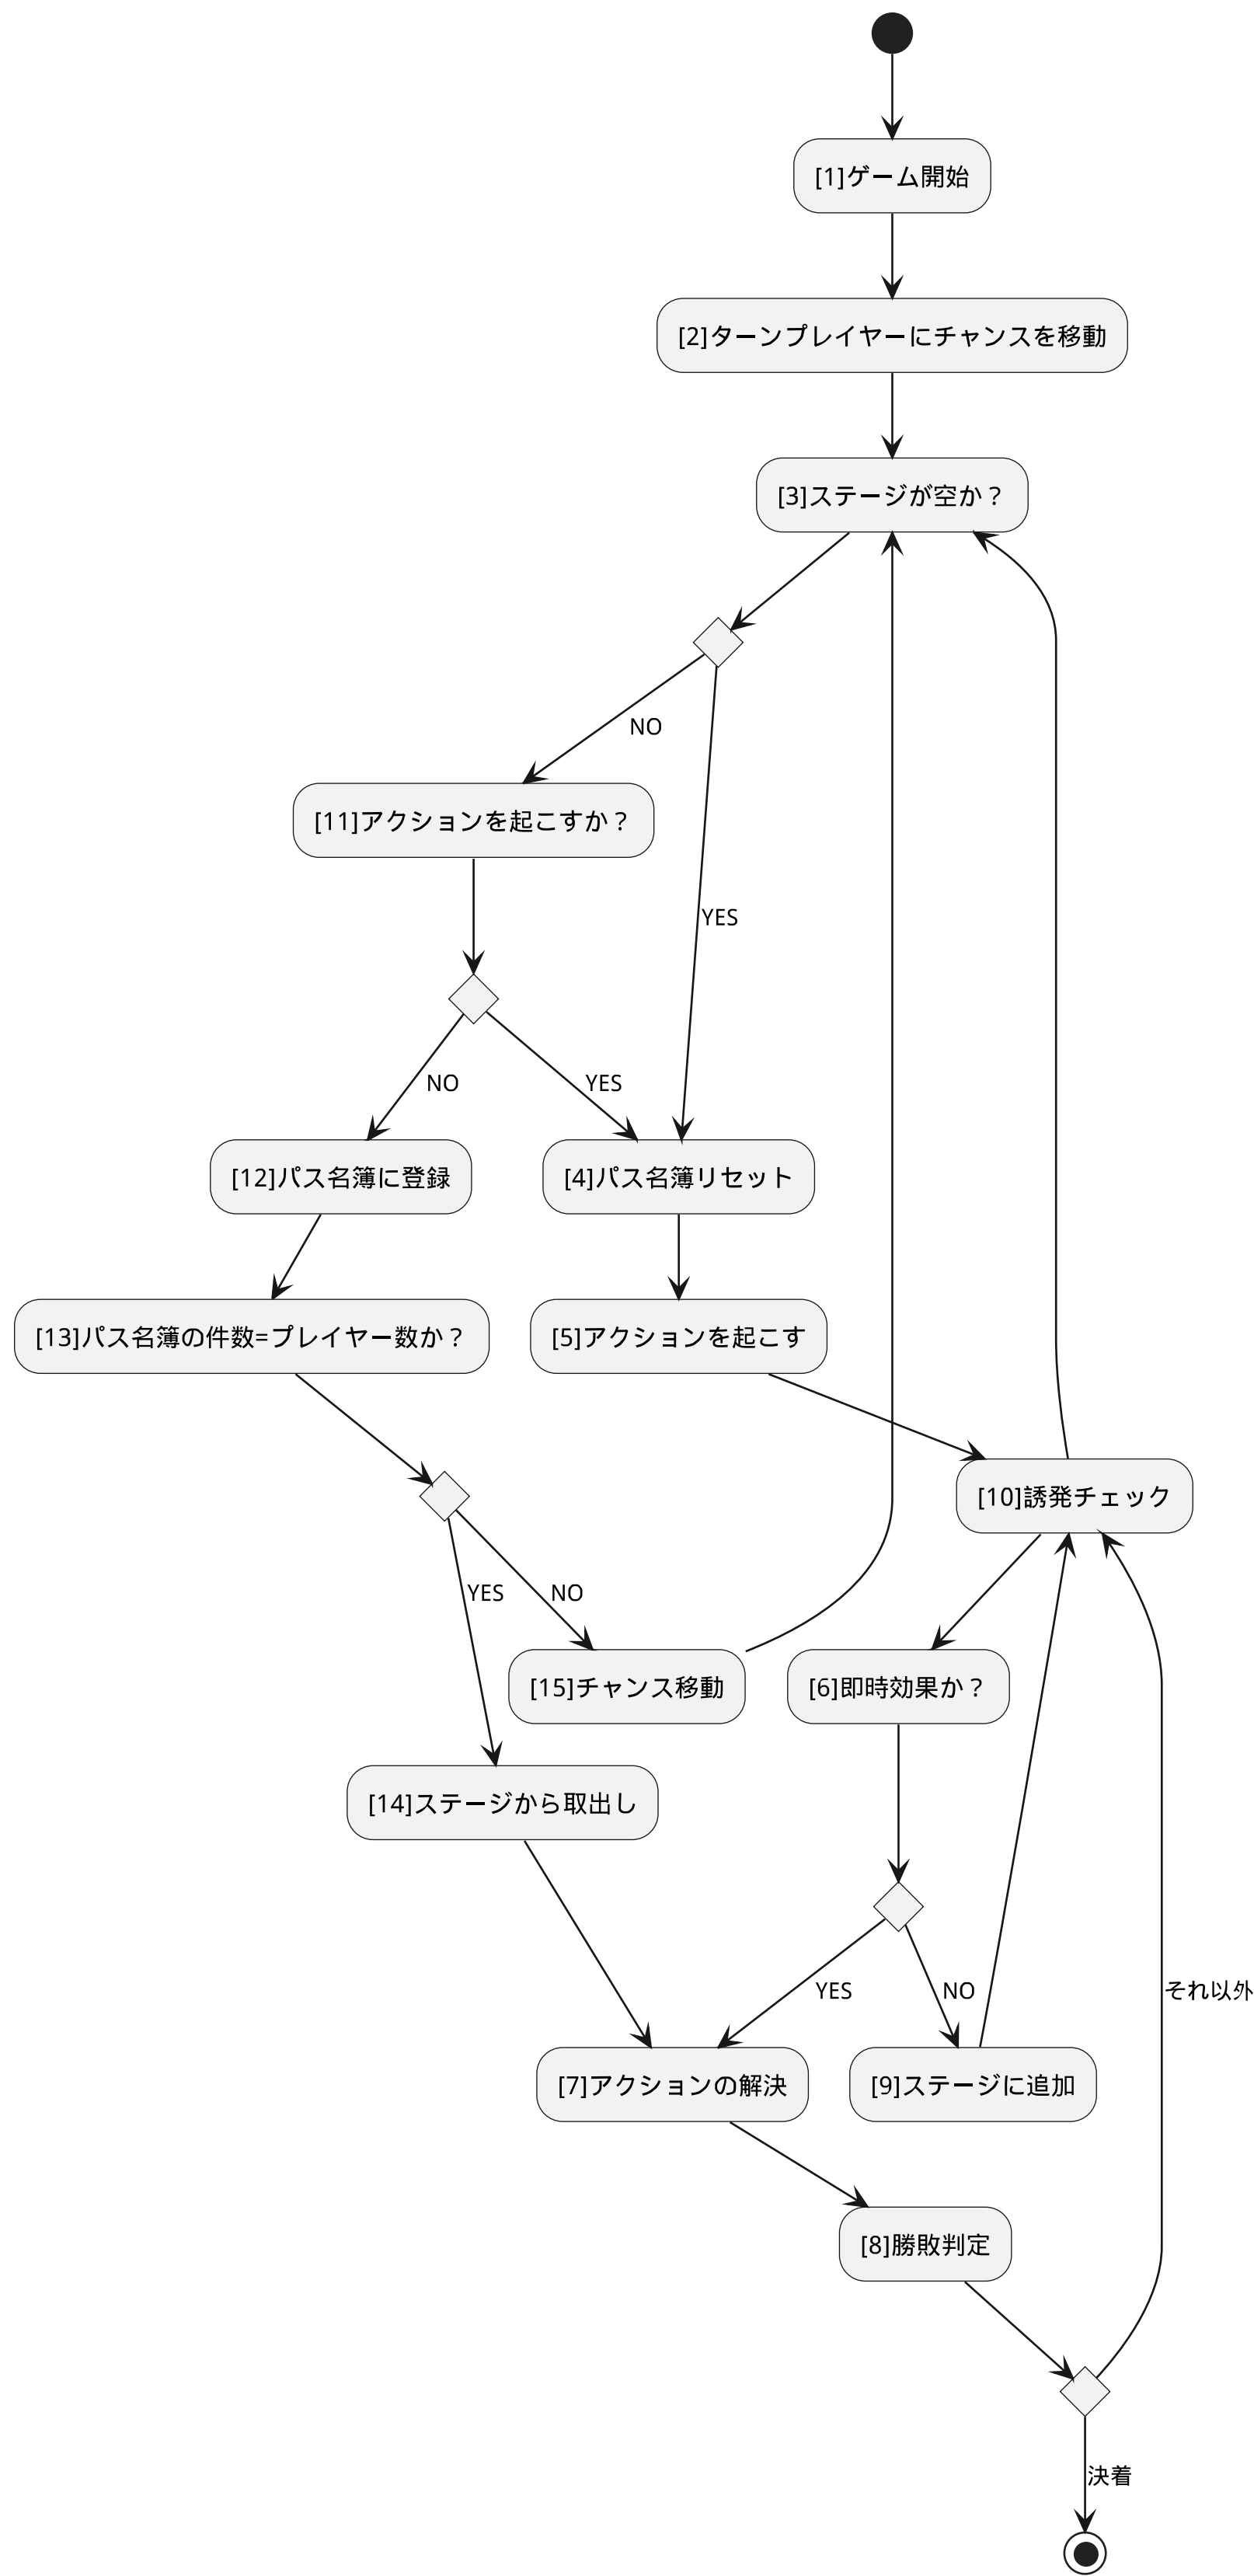 [1]ゲーム開始
[2]ターンプレイヤーにチャンスを移動
[3]ステージが空か？
NO
[11]アクションを起こすか？
YES
NO
YES
[12]パス名簿に登録
[4]パス名簿リセット
[13]パス名簿の件数=プレイヤー数か？
[5]アクションを起こす
[10]誘発チェック
YES
NO
[15]チャンス移動
[6]即時効果か？
[14]ステージから取出し
YES
NO
それ以外
[7]アクションの解決
[9]ステージに追加
[8]勝敗判定
決着